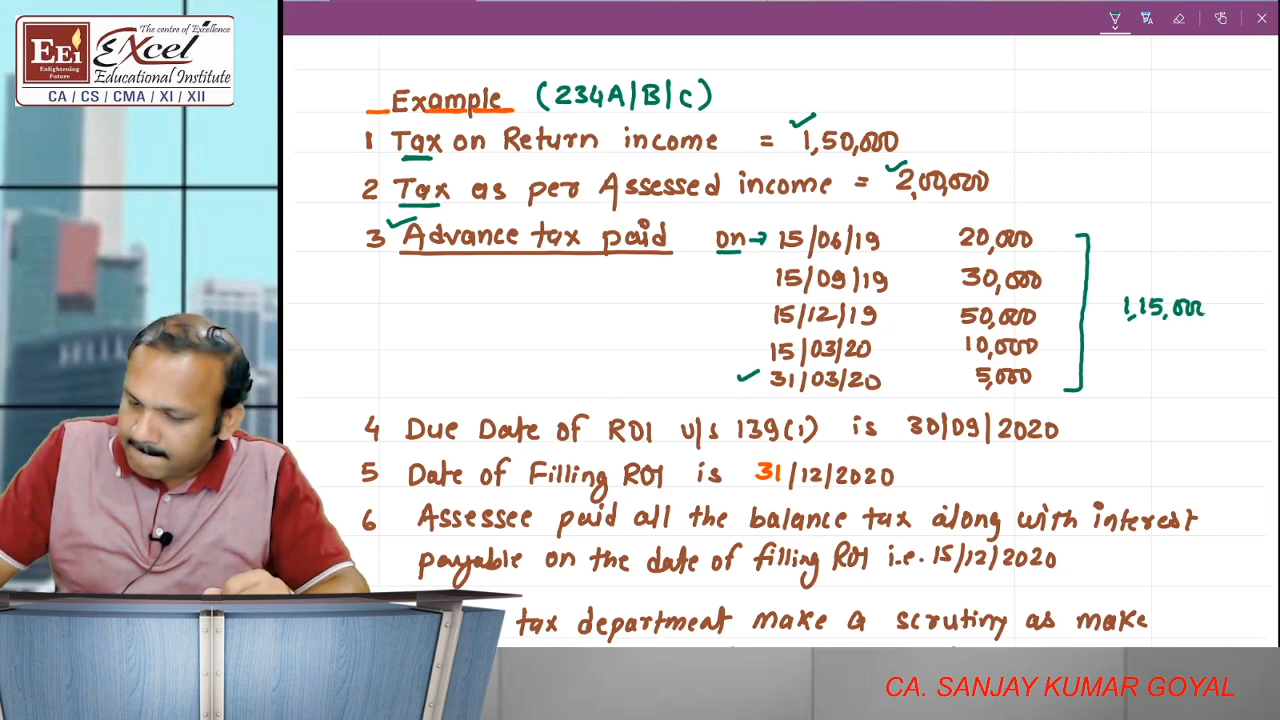 The centre of Excellence
EEi
Enlightening
Future
Excel
Educational Institute
CA / CS / CMA / XI / XII
Example (234A/B/C)
1 Tax on Return income = 1,50,000
2 Tax as per Assessed income = 2,00,000
3 Advance tax paid on → 15/06/19 20,000
15/09/19 30,000
15/12/19 50,000
15/03/20 10,000
31/03/20 5,000
1,15,000
4 Due Date of ROI u/s 139(1) is 30/09/2020
5 Date of Filling ROI is 31/12/2020
6 Assessee paid all the balance tax along with interest
payable on the date of filling ROI i.e. 15/12/2020
tax department make a scrutiny as make
CA. SANJAY KUMAR GOYAL